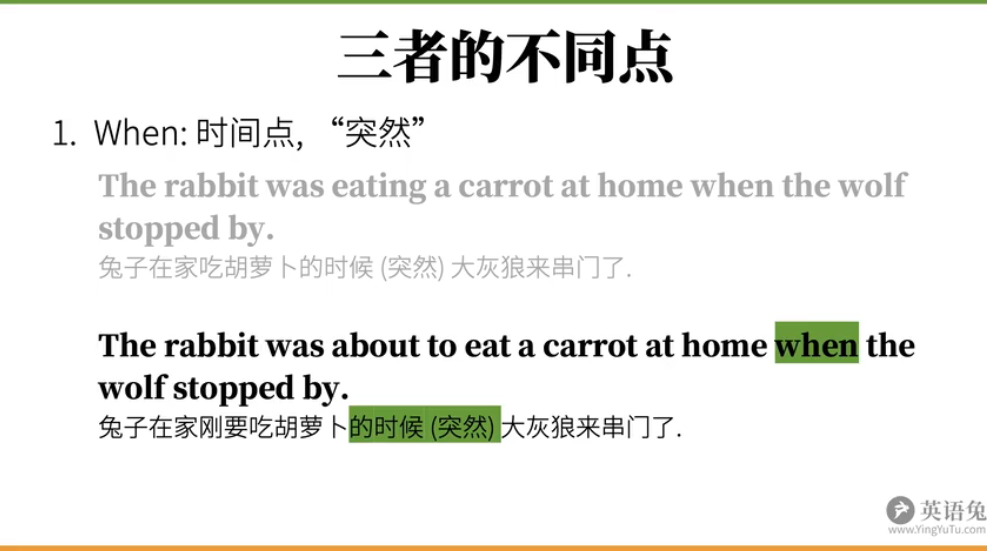 三者的不同点
1. When: 时间点, “突然”
The rabbit was eating a carrot at home when the wolf
stopped by.
兔子在家吃胡萝卜的时候 (突然) 大灰狼来串门了.
The rabbit was about to eat a carrot at home when the
wolf stopped by.
兔子在家刚要吃胡萝卜的时候 (突然) 大灰狼来串门了.
英语兔
www.YingYuTu.com